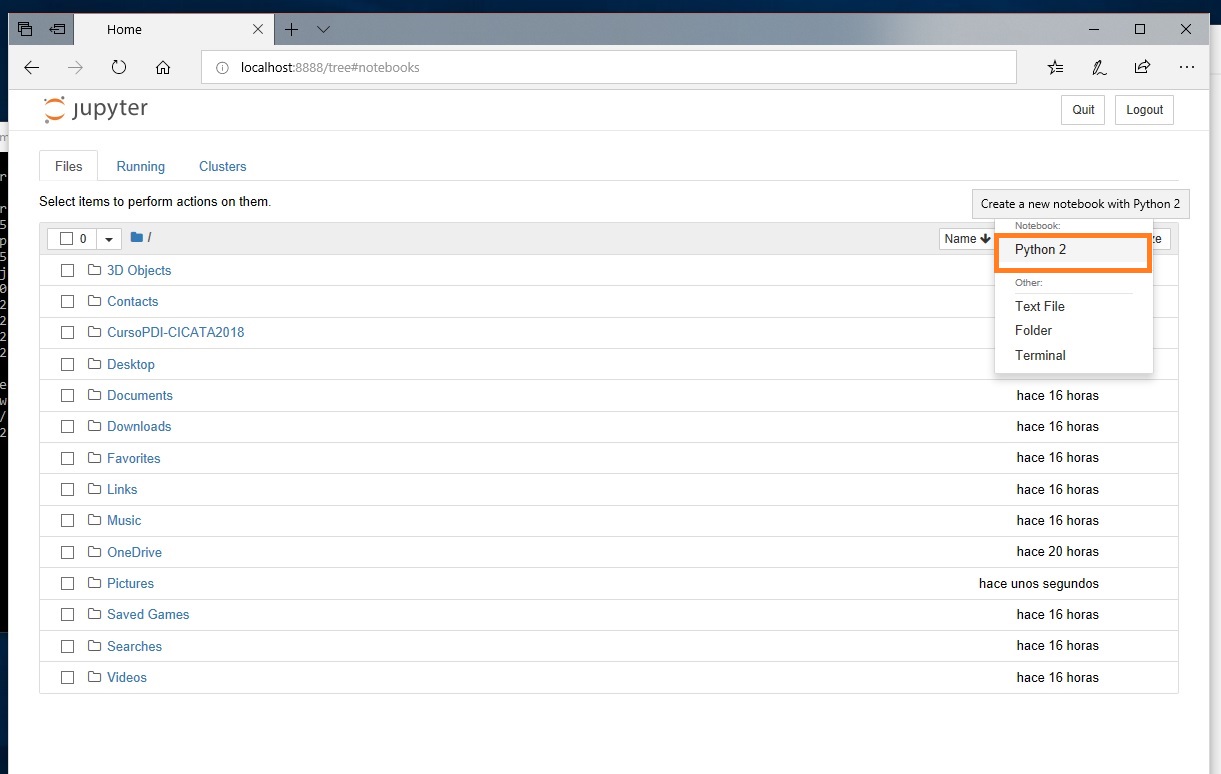 Home
localhost:8888/tree#notebooks
jupyter
Quit Logout
Files Running Clusters
Select items to perform actions on them.
Create a new notebook with Python 2
0 / Name
Notebook:
Python 2
Other:
Text File
Folder
Terminal
3D Objects
Contacts
CursoPDI-CICATA2018
Desktop
Documents hace 16 horas
Downloads hace 16 horas
Favorites hace 16 horas
Links hace 16 horas
Music hace 16 horas
OneDrive hace 20 horas
Pictures hace unos segundos
Saved Games hace 16 horas
Searches hace 16 horas
Videos hace 16 horas